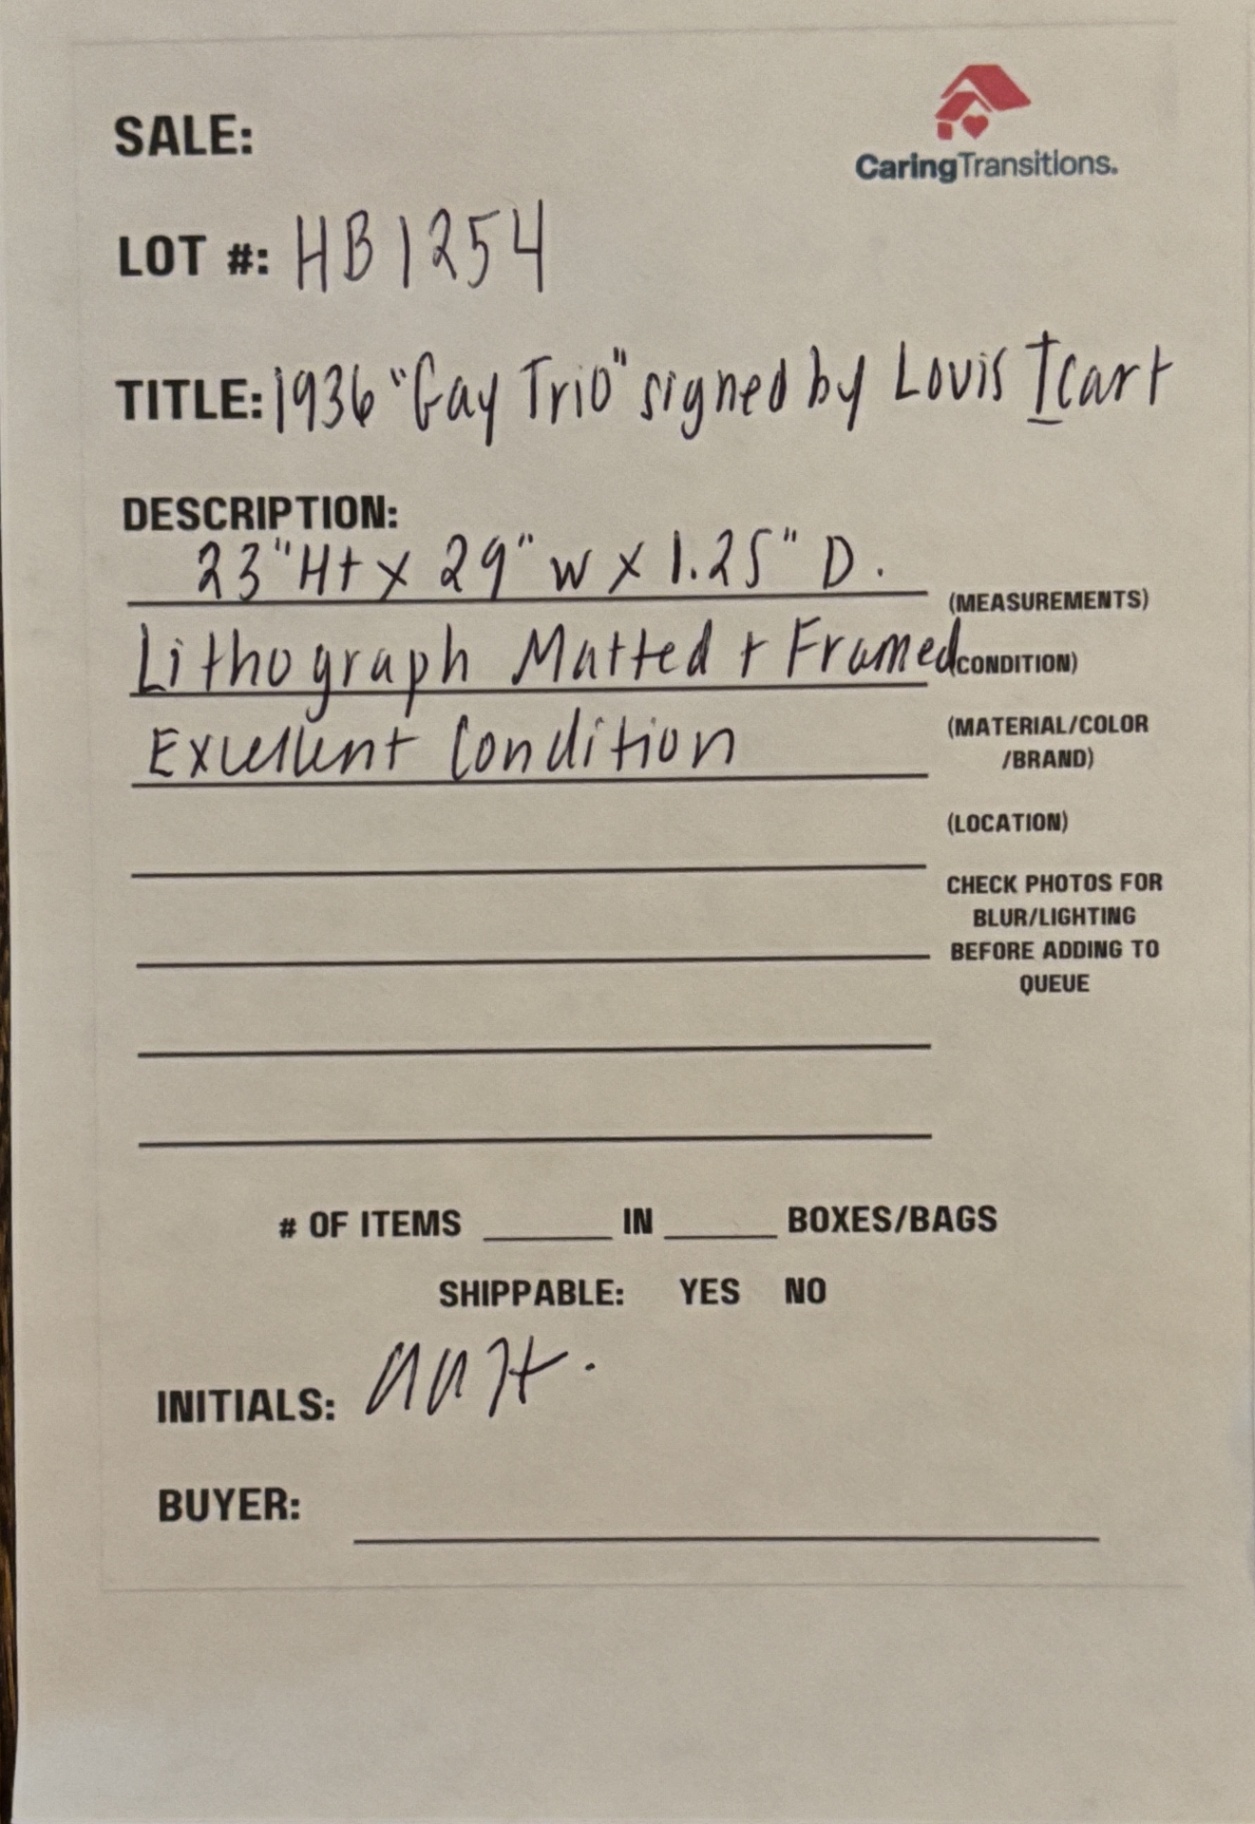 CaringTransitions.
SALE:
LOT #: HB1254
TITLE: 1936 "Gay Trio" signed by Louis Icart
DESCRIPTION:
23"Ht x 29" W x 1.25" D.
(MEASUREMENTS)
Lithograph Matted + Framed
(CONDITION)
Excellent Condition
(MATERIAL/COLOR
/BRAND)
(LOCATION)
CHECK PHOTOS FOR
BLUR/LIGHTING
BEFORE ADDING TO
QUEUE
# OF ITEMS ______ IN ______ BOXES/BAGS
SHIPPABLE: YES NO
INITIALS:
BUYER: